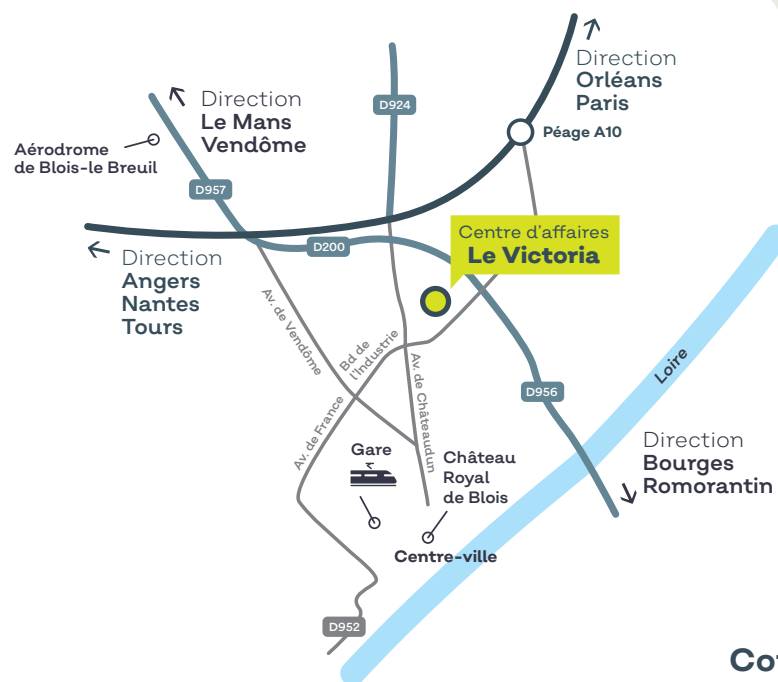 Direction
Orléans
Paris
D924
Direction
Le Mans
Vendôme
Péage A10
Aérodrome
de Blois-le Breuil
D957
Centre d'affaires
Le Victoria
D200
Direction
Angers
Nantes
Tours
Av. de Vendôme
Bd de
l'Industrie
Av. de Châteaudun
Loire
D956
Av. de France
Gare
Château
Royal
de Blois
Direction
Bourges
Romorantin
Centre-ville
D952